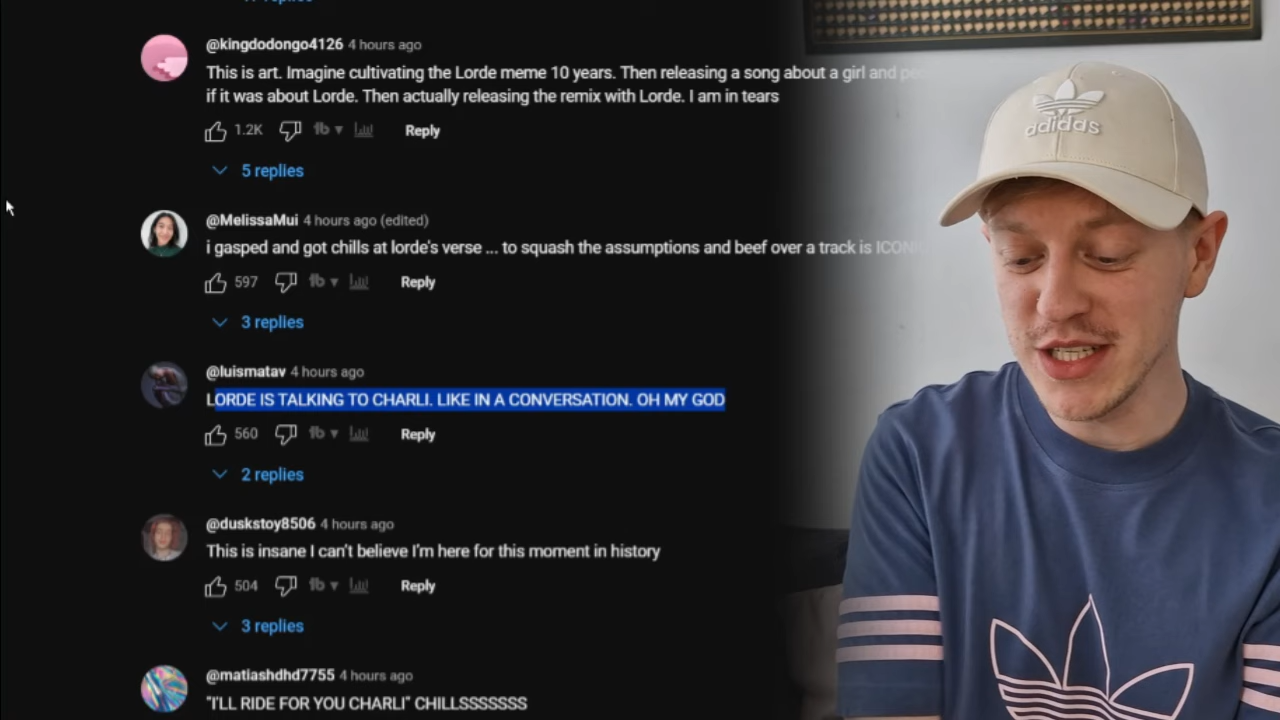 @kingdodongo4126 4 hours ago
This is art. Imagine cultivating the Lorde meme 10 years. Then releasing a song about a girl and
if it was about Lorde. Then actually releasing the remix with Lorde. I am in tears
1.2K Reply
5 replies
@MelissaMui 4 hours ago (edited)
i gasped and got chills at lorde's verse ... to squash the assumptions and beef over a track is
597 Reply
3 replies
@luismatav 4 hours ago
LORDE IS TALKING TO CHARLI. LIKE IN A CONVERSATION. OH MY GOD
560 Reply
2 replies
@duskstoy8506 4 hours ago
This is insane I can't believe I'm here for this moment in history
504 Reply
3 replies
@matiashdhd7755 4 hours ago
"I'LL RIDE FOR YOU CHARLI" CHILLSSSSSSS
adidas